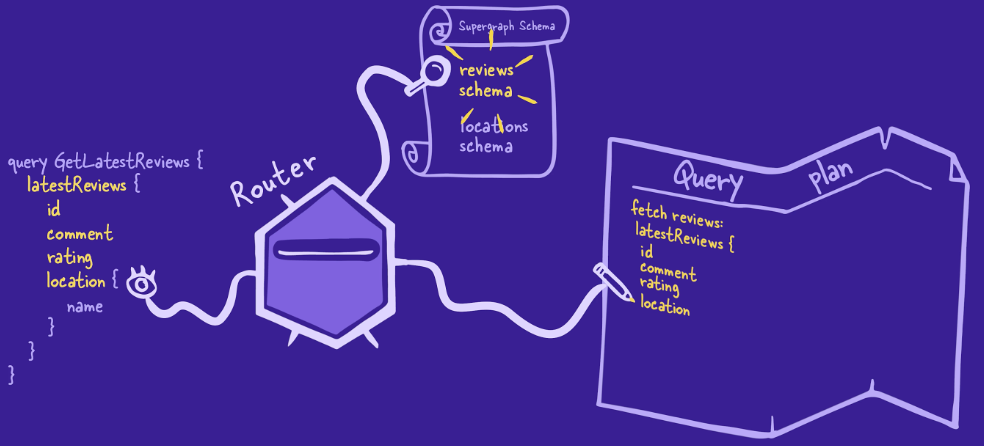 query GetLatestReviews {
latestReviews {
id
comment
rating
location {
name
}
}
}
Router
Supergraph Schema
reviews
schema
locations
schema
Query plan
fetch reviews:
latestReviews {
id
comment
rating
location